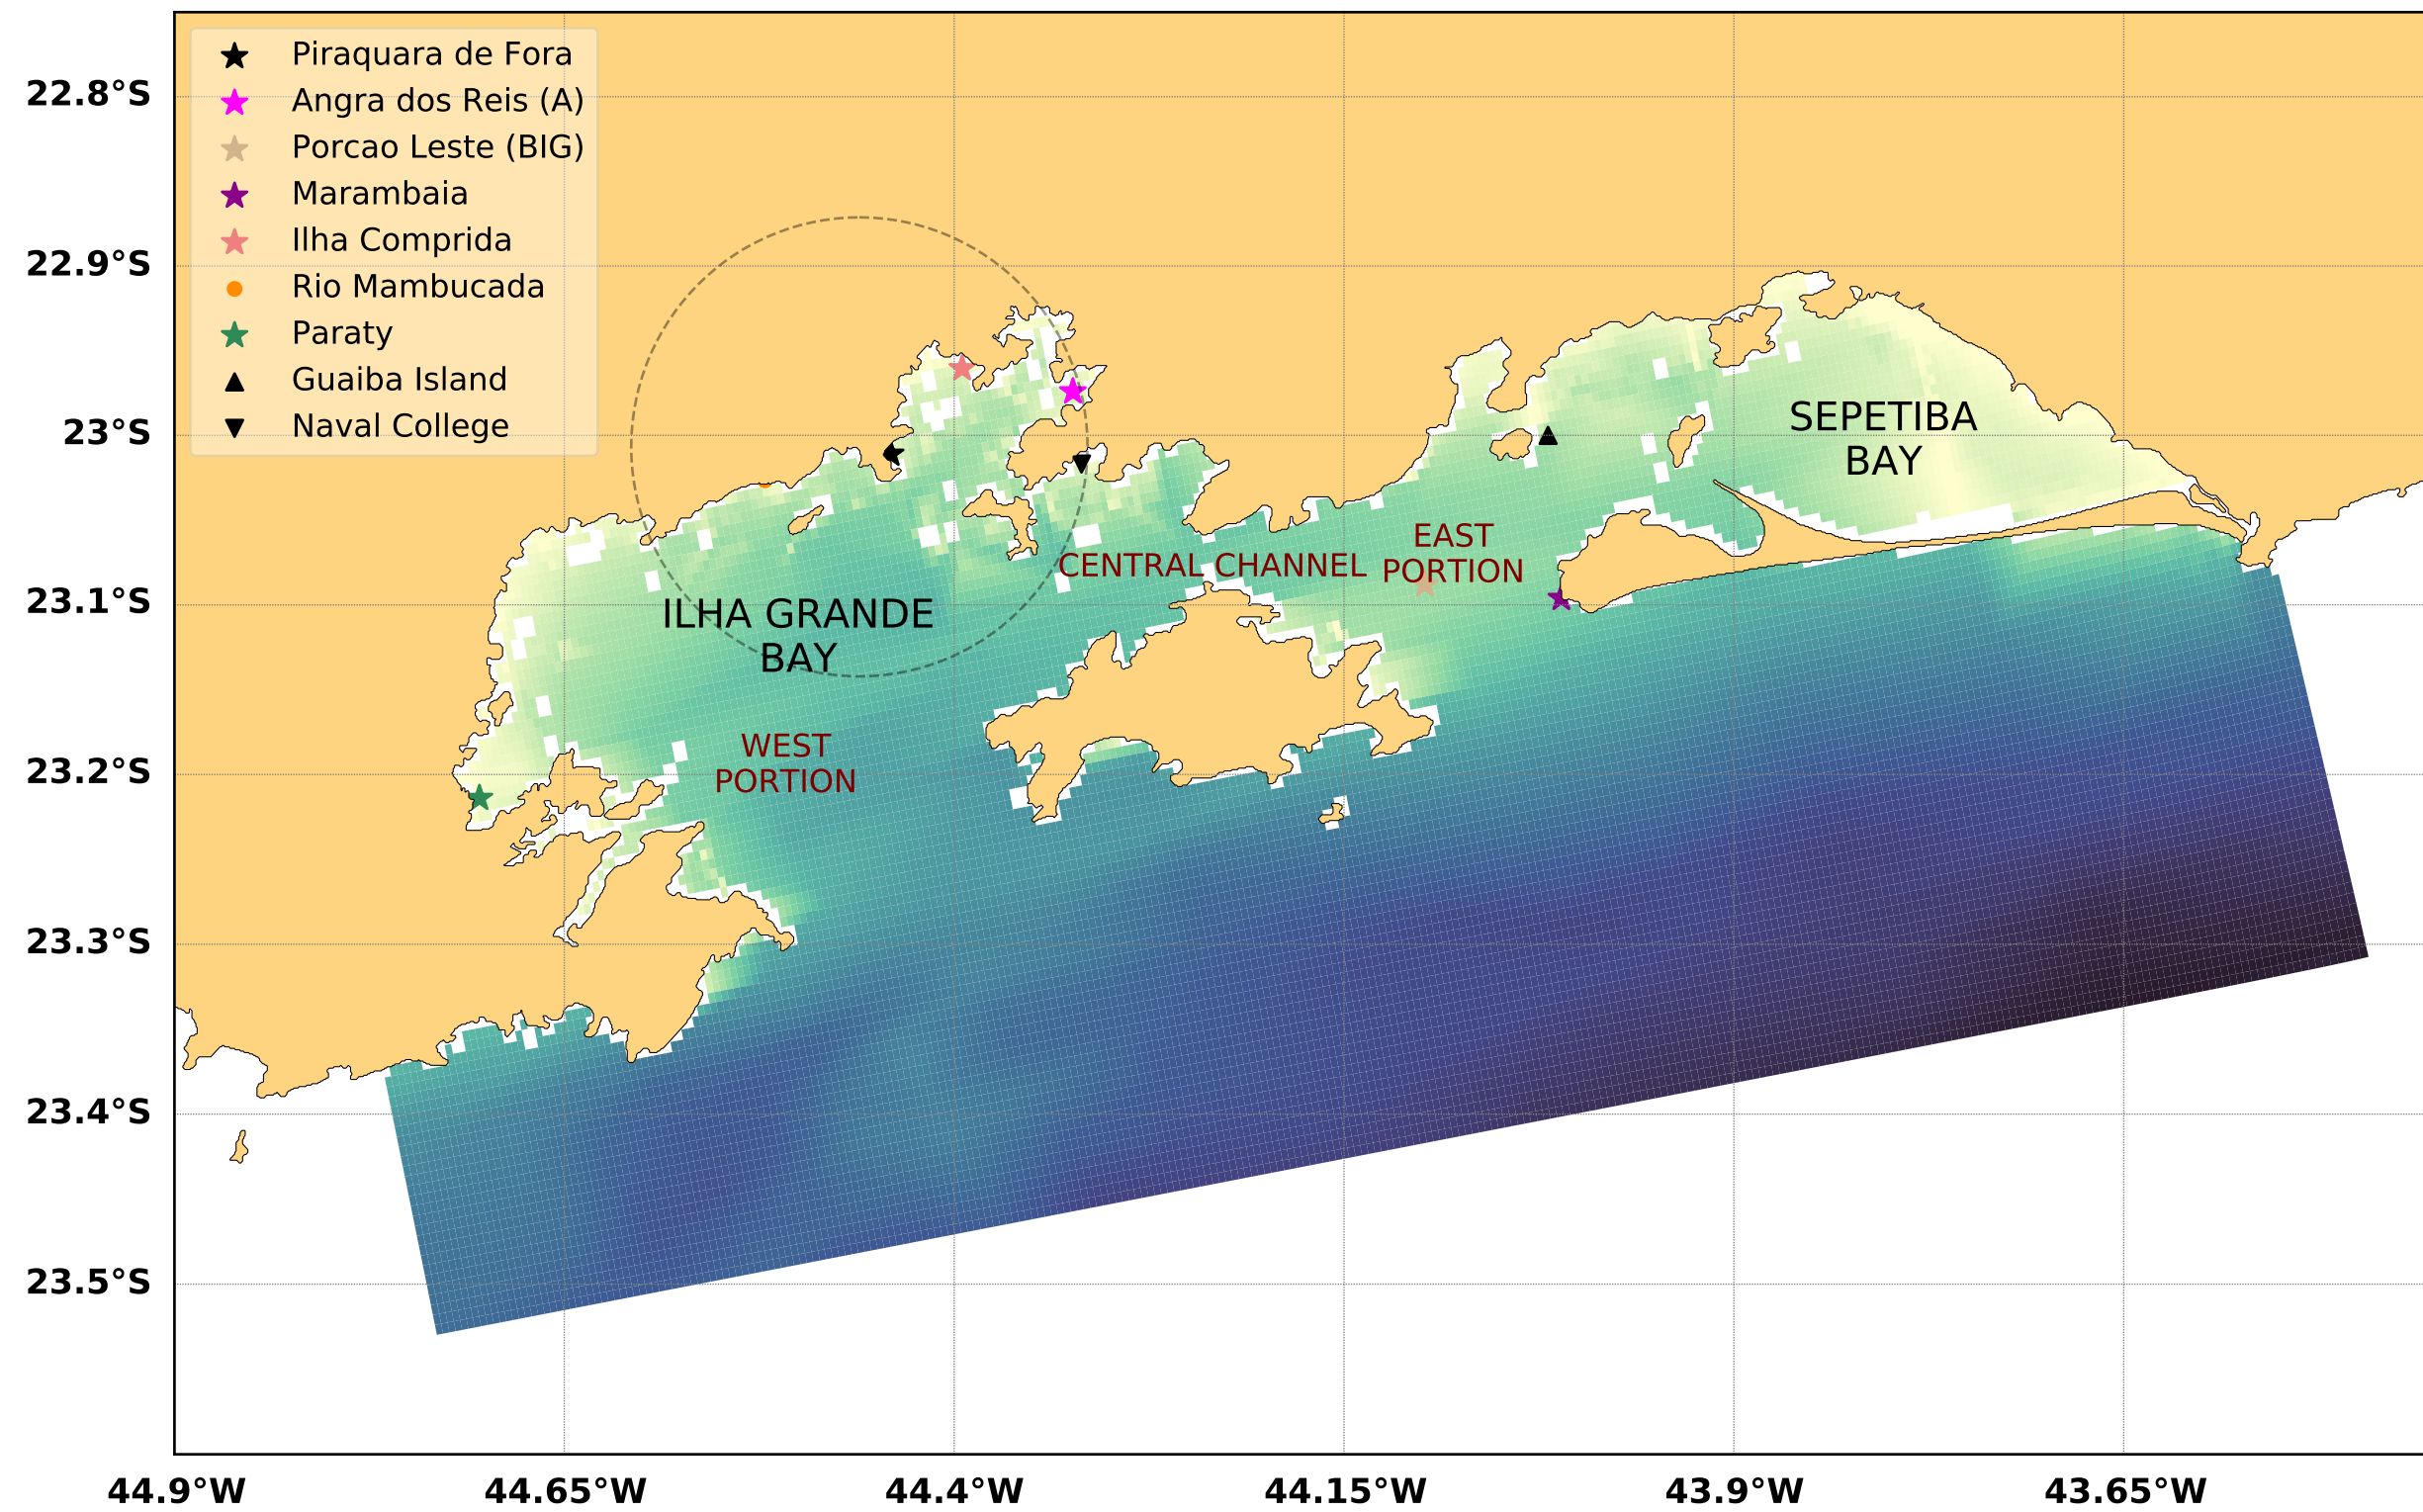 Piraquara de Fora
Angra dos Reis (A)
Porcao Leste (BIG)
Marambaia
Ilha Comprida
Rio Mambucada
Paraty
Guaiba Island
Naval College
22.8°S
22.9°S
23°S
23.1°S
23.2°S
23.3°S
23.4°S
23.5°S
SEPETIBA
BAY
EAST
PORTION
CENTRAL CHANNEL
ILHA GRANDE
BAY
WEST
PORTION
44.9°W
44.65°W
44.4°W
44.15°W
43.9°W
43.65°W